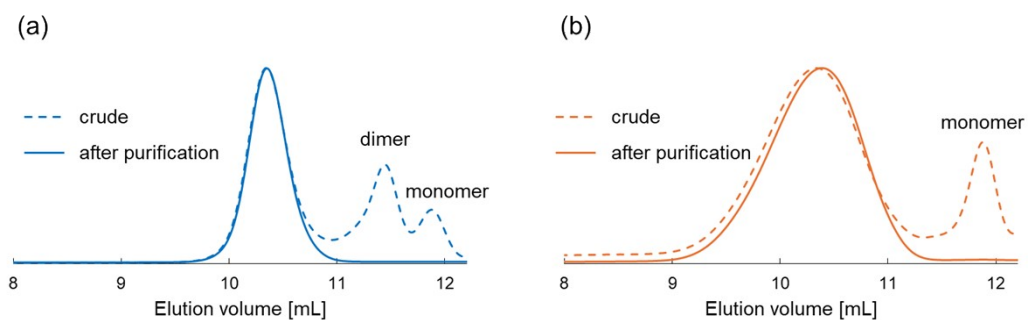 (a)
crude
after purification
dimer
monomer
8 9 10 11 12
Elution volume [mL]
(b)
crude
after purification
monomer
8 9 10 11 12
Elution volume [mL]